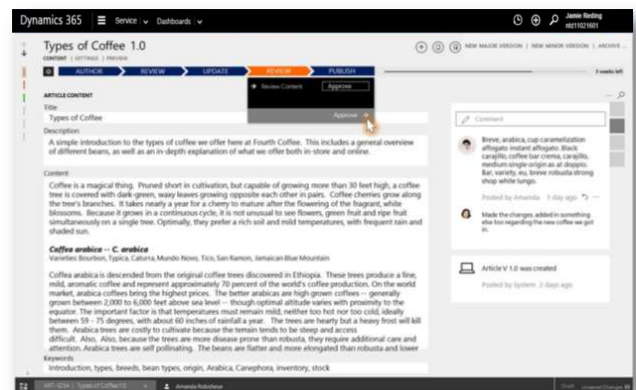 Dynamics 365 Service Dashboards
Jamie Reding
Types of Coffee 1.0
CONTENT | SETTINGS | PREVIEW
NEW MAJOR VERSION | NEW MINOR VERSION | ARCHIVE ...
AUTHOR REVIEW UPDATE REVIEW PUBLISH
3 weeks left
Review Content Approve
Approve
ARTICLE CONTENT
Title
Types of Coffee
Description
A simple introduction to the types of coffee we offer here at Fourth Coffee. This includes a general overview
of different beans, as well as an in-depth explanation of what we offer both in-store and online.
Content
Coffee is a magical thing. Pruned short in cultivation, but capable of growing more than 30 feet high, a coffee
tree is covered with dark-green, waxy leaves growing opposite each other in pairs. Coffee cherries grow along
the tree's branches. It takes nearly a year for a cherry to mature after the flowering of the fragrant, white
blossoms. Because it grows in a continuous cycle, it is not unusual to see flowers, green fruit and ripe fruit
simultaneously on a single tree. Optimally, they prefer a rich soil and mild temperatures, with frequent rain and
shaded sun.
Coffea arabica -- C. arabica
Varieties: Bourbon, Typica, Caturra, Mundo Novo, Tico, San Ramon, Jamaican Blue Mountain
Coffea arabica is descended from the original coffee trees discovered in Ethiopia. These trees produce a fine,
mild, aromatic coffee and represent approximately 70 percent of the world's coffee production. On the world
market, arabica coffees bring the highest prices. The better arabicas are high grown coffees -- generally
grown between 2,000 to 6,000 feet above sea level -- though optimal altitude varies with proximity to the
equator. The important factor is that temperatures must remain mild, neither too hot nor too cold, ideally
between 59 - 75 degrees, with about 60 inches of rainfall a year. The trees are hearty but a heavy frost will kill
them. Arabica trees are costly to cultivate because the terrain tends to be steep and access
difficult. Also, Also, because the trees are more disease prone than robusta, they require additional care and
attention. Arabica trees are self pollinating. The beans are flatter and more elongated than robusta and lower
Keywords
Introduction, types, breeds, bean types, origin, Arabica, Canephora, inventory, stock
Comment
Breve, arabica, cup caramelization
affogato instant affogato. Black
carajillo, coffee bar crema, carajillo,
medium single origin as at doppio.
Bar, variety, eu, breve robusta strong
shop white lungo.
Posted by Amanda 1 day ago
Made the changes, added in something
else too regarding the new coffee we got
in.
Article V 1.0 was created
Posted by System 2 days ago
Types of Coffee 1.0
Draft